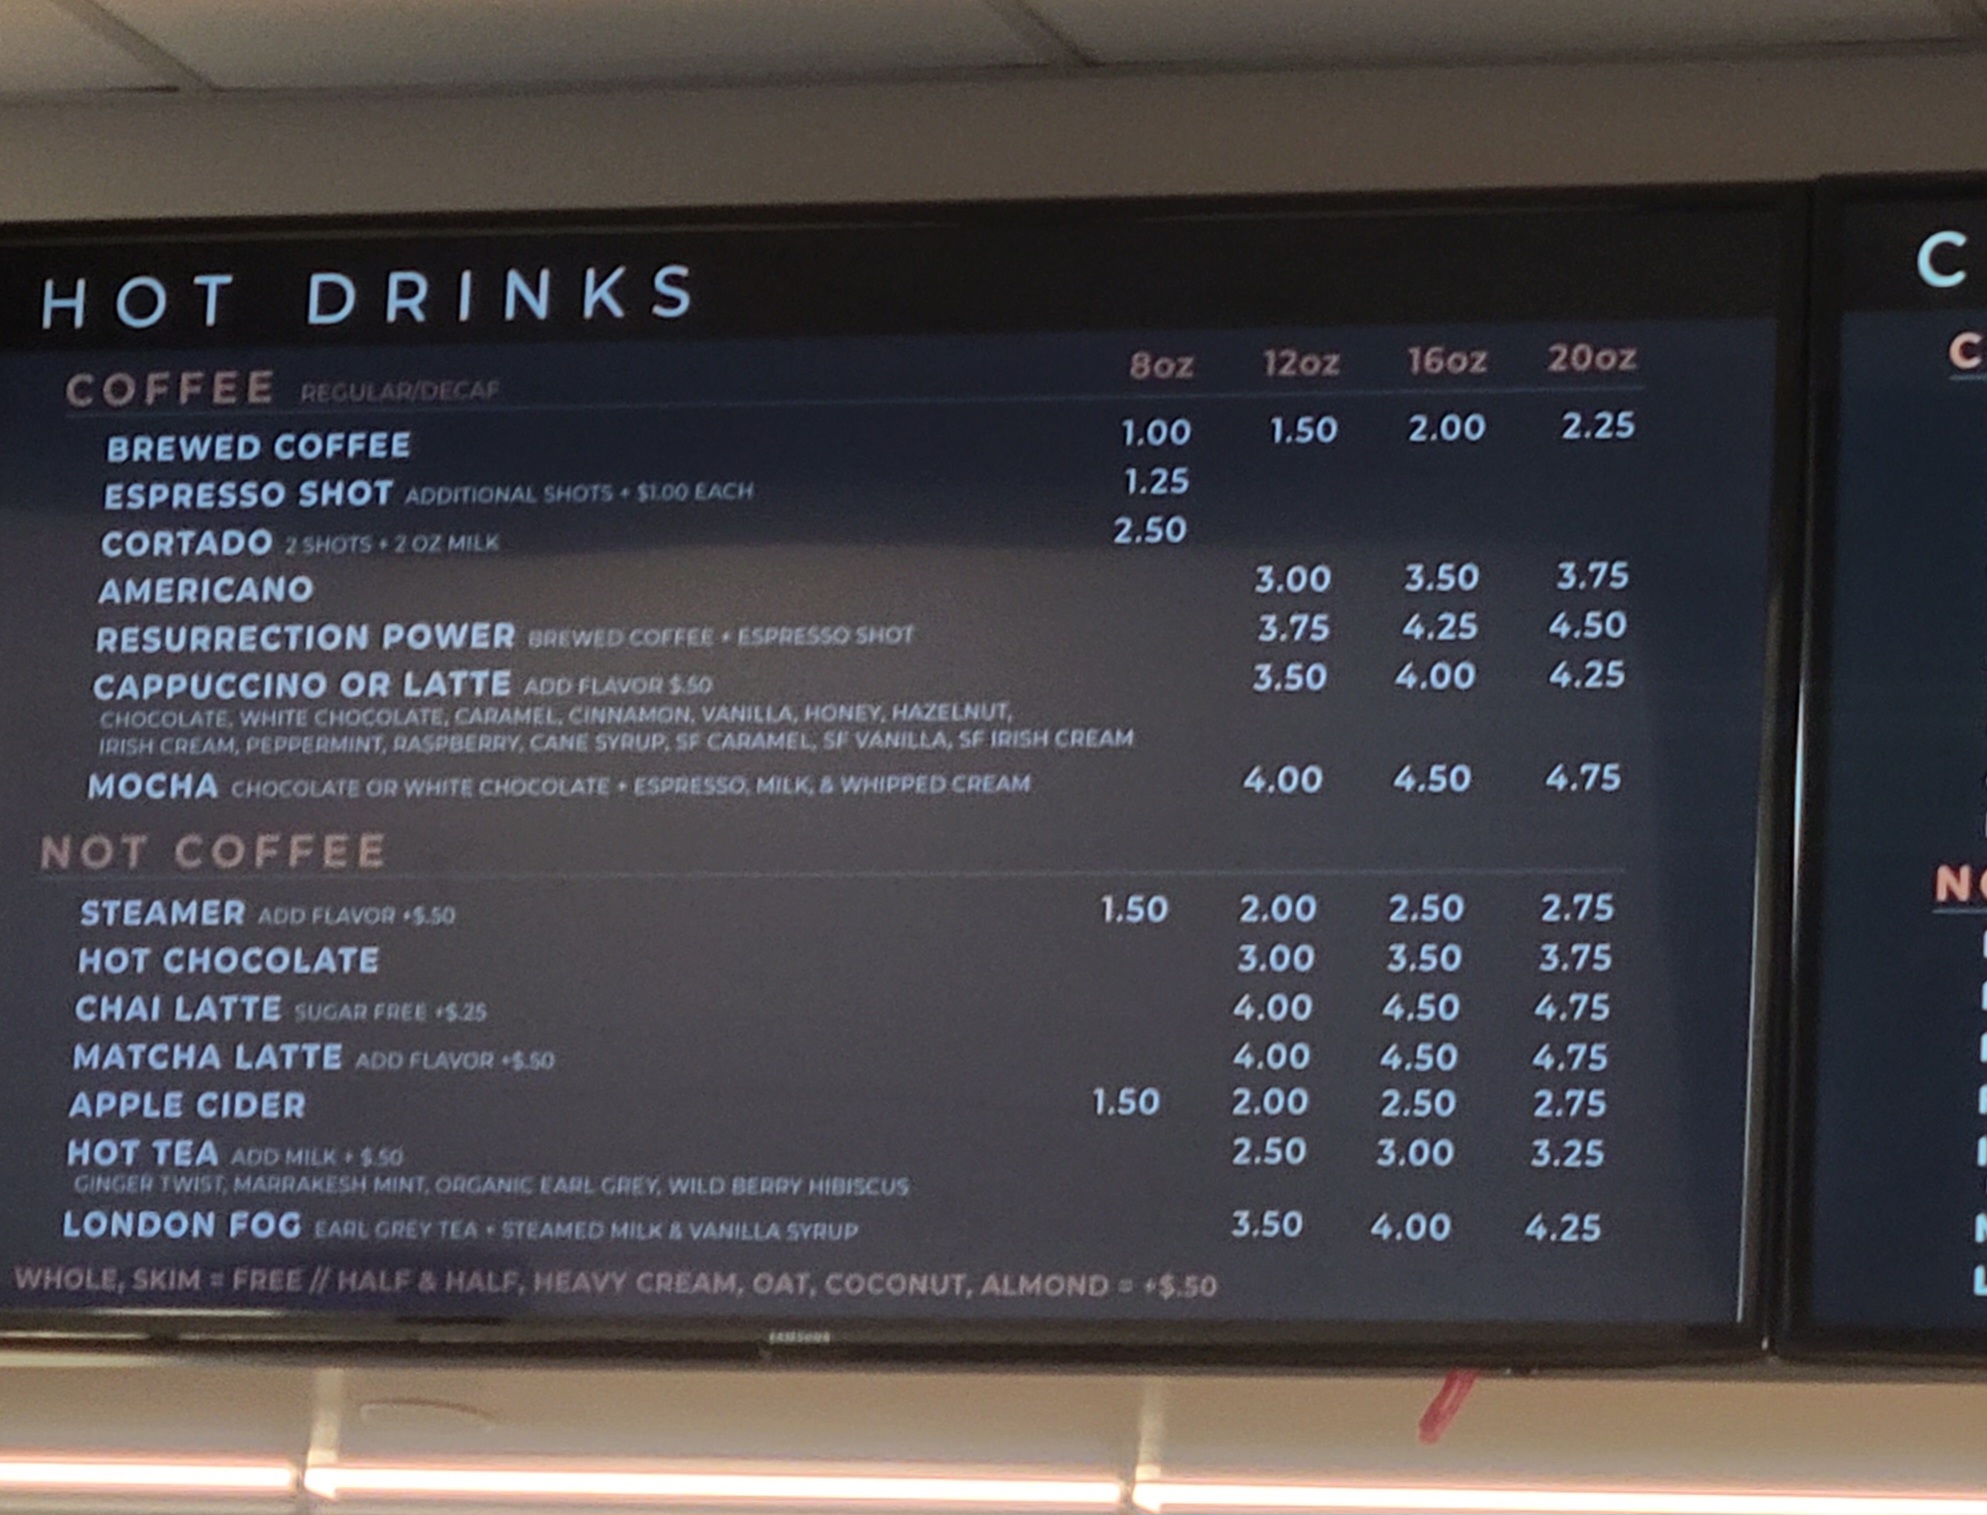 HOT DRINKS
COFFEE REGULAR/DECAF 8oz 12oz 16oz 20oz
BREWED COFFEE 1.00 1.50 2.00 2.25
ESPRESSO SHOT ADDITIONAL SHOTS + $1.00 EACH 1.25
CORTADO 2 SHOTS + 2 OZ MILK 2.50
AMERICANO 3.00 3.50 3.75
RESURRECTION POWER BREWED COFFEE + ESPRESSO SHOT 3.75 4.25 4.50
CAPPUCCINO OR LATTE ADD FLAVOR $.50 3.50 4.00 4.25
CHOCOLATE, WHITE CHOCOLATE, CARAMEL, CINNAMON, VANILLA, HONEY, HAZELNUT,
IRISH CREAM, PEPPERMINT, RASPBERRY, CANE SYRUP, SF CARAMEL, SF VANILLA, SF IRISH CREAM
MOCHA CHOCOLATE OR WHITE CHOCOLATE + ESPRESSO, MILK, & WHIPPED CREAM 4.00 4.50 4.75
NOT COFFEE
STEAMER ADD FLAVOR +$.50 1.50 2.00 2.50 2.75
HOT CHOCOLATE 3.00 3.50 3.75
CHAI LATTE SUGAR FREE +$.25 4.00 4.50 4.75
MATCHA LATTE ADD FLAVOR +$.50 4.00 4.50 4.75
APPLE CIDER 1.50 2.00 2.50 2.75
HOT TEA ADD MILK + $.50 2.50 3.00 3.25
GINGER TWIST, MARRAKESH MINT, ORGANIC EARL GREY, WILD BERRY HIBISCUS
LONDON FOG EARL GREY TEA + STEAMED MILK & VANILLA SYRUP 3.50 4.00 4.25
WHOLE, SKIM = FREE // HALF & HALF, HEAVY CREAM, OAT, COCONUT, ALMOND = +$.50
SAMSUNG
C
C